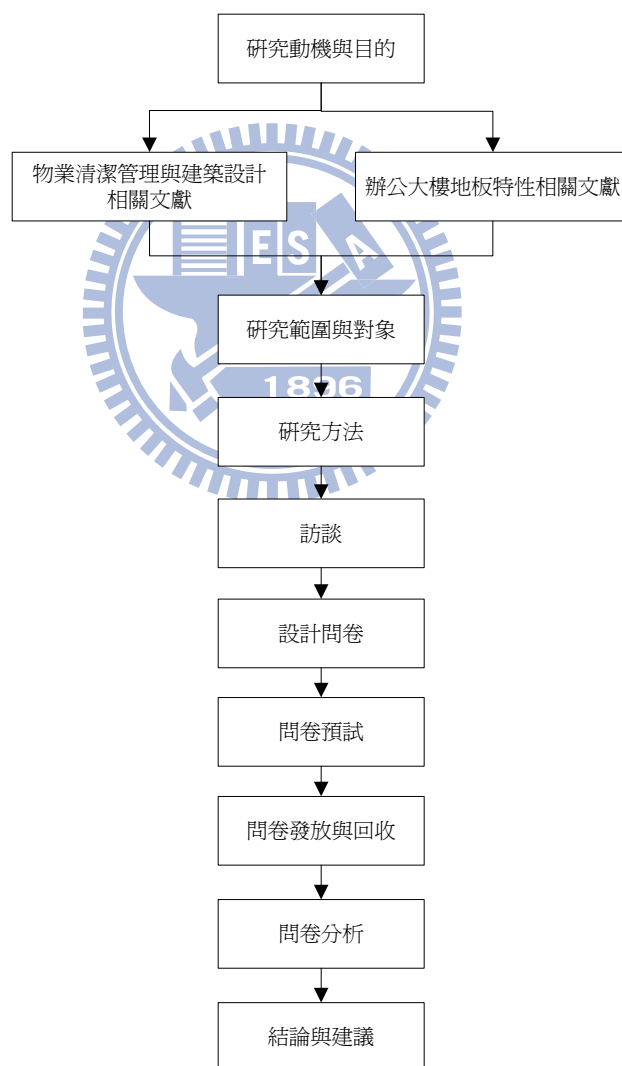 研究動機與目的
物業清潔管理與建築設計
相關文獻
辦公大樓地板特性相關文獻
E S A
研究範圍與對象
1896
研究方法
訪談
設計問卷
問卷預試
問卷發放與回收
問卷分析
結論與建議